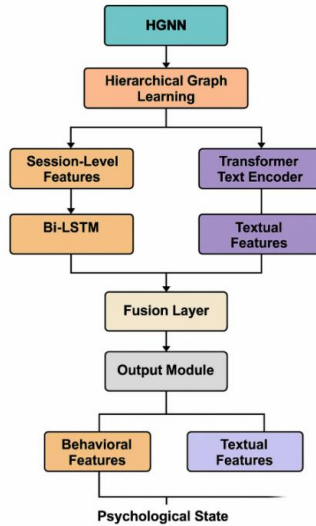 HGNN
Hierarchical Graph
Learning
Session-Level
Features
Transformer
Text Encoder
Bi-LSTM
Textual
Features
Fusion Layer
Output Module
Behavioral
Features
Textual
Features
Psychological State